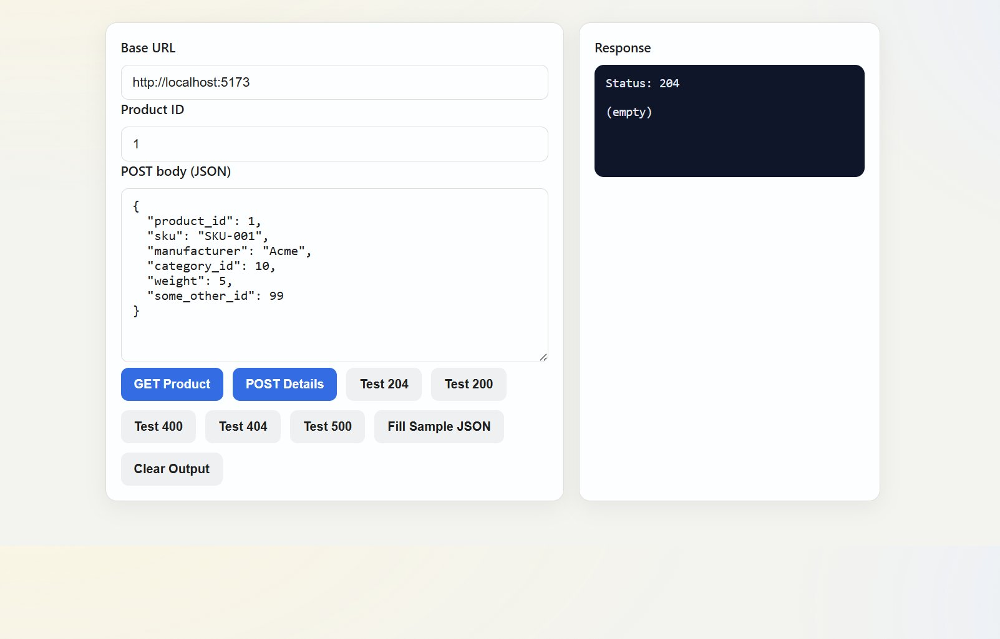 Base URL
http://localhost:5173
Product ID
1
POST body (JSON)
{
  "product_id": 1,
  "sku": "SKU-001",
  "manufacturer": "Acme",
  "category_id": 10,
  "weight": 5,
  "some_other_id": 99
}
GET Product POST Details Test 204 Test 200
Test 400 Test 404 Test 500 Fill Sample JSON
Clear Output
Response
Status: 204
(empty)